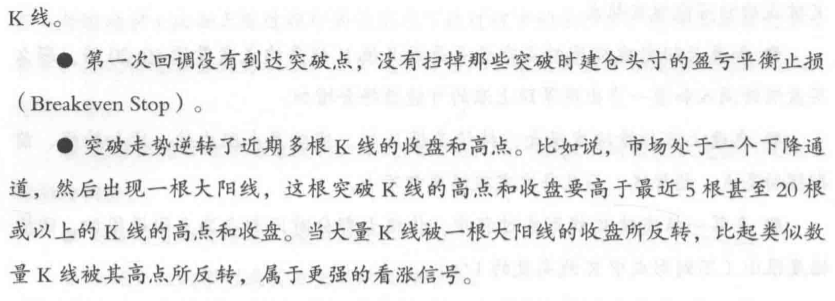 K 线。
● 第一次回调没有到达突破点，没有扫掉那些突破时建仓头寸的盈亏平衡止损
（Breakeven Stop）。
● 突破走势逆转了近期多根 K 线的收盘和高点。比如说，市场处于一个下降通
道，然后出现一根大阳线，这根突破 K 线的高点和收盘要高于最近 5 根甚至 20 根
或以上的 K 线的高点和收盘。当大量 K 线被一根大阳线的收盘所反转，比起类似数
量 K 线被其高点所反转，属于更强的看涨信号。